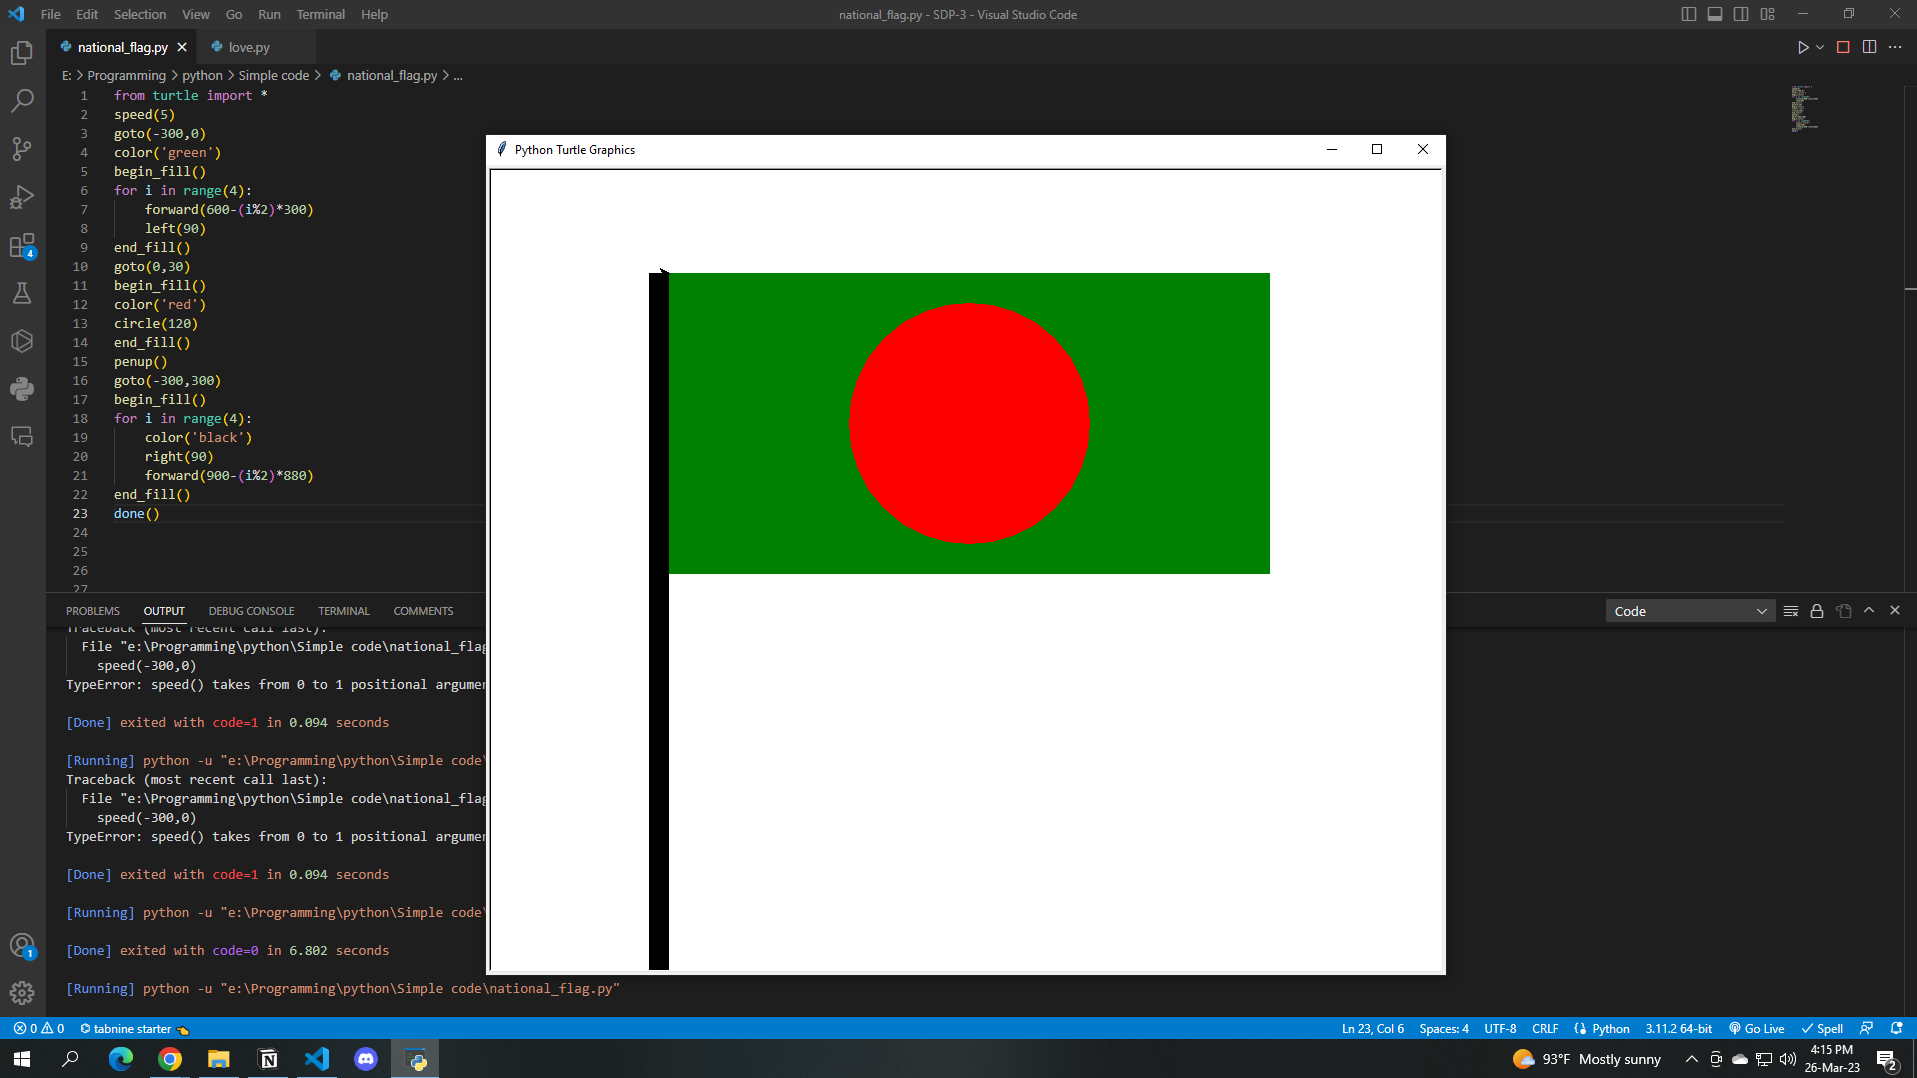 File Edit Selection View Go Run Terminal Help
national_flag.py - SDP-3 - Visual Studio Code
national_flag.py
love.py
E: > Programming > python > Simple code > national_flag.py > ...
1 from turtle import *
2 speed(5)
3 goto(-300,0)
4 color('green')
5 begin_fill()
6 for i in range(4):
7 forward(600-(i%2)*300)
8 left(90)
9 end_fill()
10 goto(0,30)
11 begin_fill()
12 color('red')
13 circle(120)
14 end_fill()
15 penup()
16 goto(-300,300)
17 begin_fill()
18 for i in range(4):
19 color('black')
20 right(90)
21 forward(900-(i%2)*880)
22 end_fill()
23 done()
24
25
26
27
Python Turtle Graphics
4
1
PROBLEMS OUTPUT DEBUG CONSOLE TERMINAL COMMENTS
Code
Traceback (most recent call last):
File "e:\Programming\python\Simple code\national_flag
speed(-300,0)
TypeError: speed() takes from 0 to 1 positional argumen
[Done] exited with code=1 in 0.094 seconds
[Running] python -u "e:\Programming\python\Simple code\
Traceback (most recent call last):
File "e:\Programming\python\Simple code\national_flag
speed(-300,0)
TypeError: speed() takes from 0 to 1 positional argumen
[Done] exited with code=1 in 0.094 seconds
[Running] python -u "e:\Programming\python\Simple code\
[Done] exited with code=0 in 6.802 seconds
[Running] python -u "e:\Programming\python\Simple code\national_flag.py"
0 0 tabnine starter
Ln 23, Col 6 Spaces: 4 UTF-8 CRLF Python 3.11.2 64-bit Go Live Spell
93°F Mostly sunny
4:15 PM
26-Mar-23
2